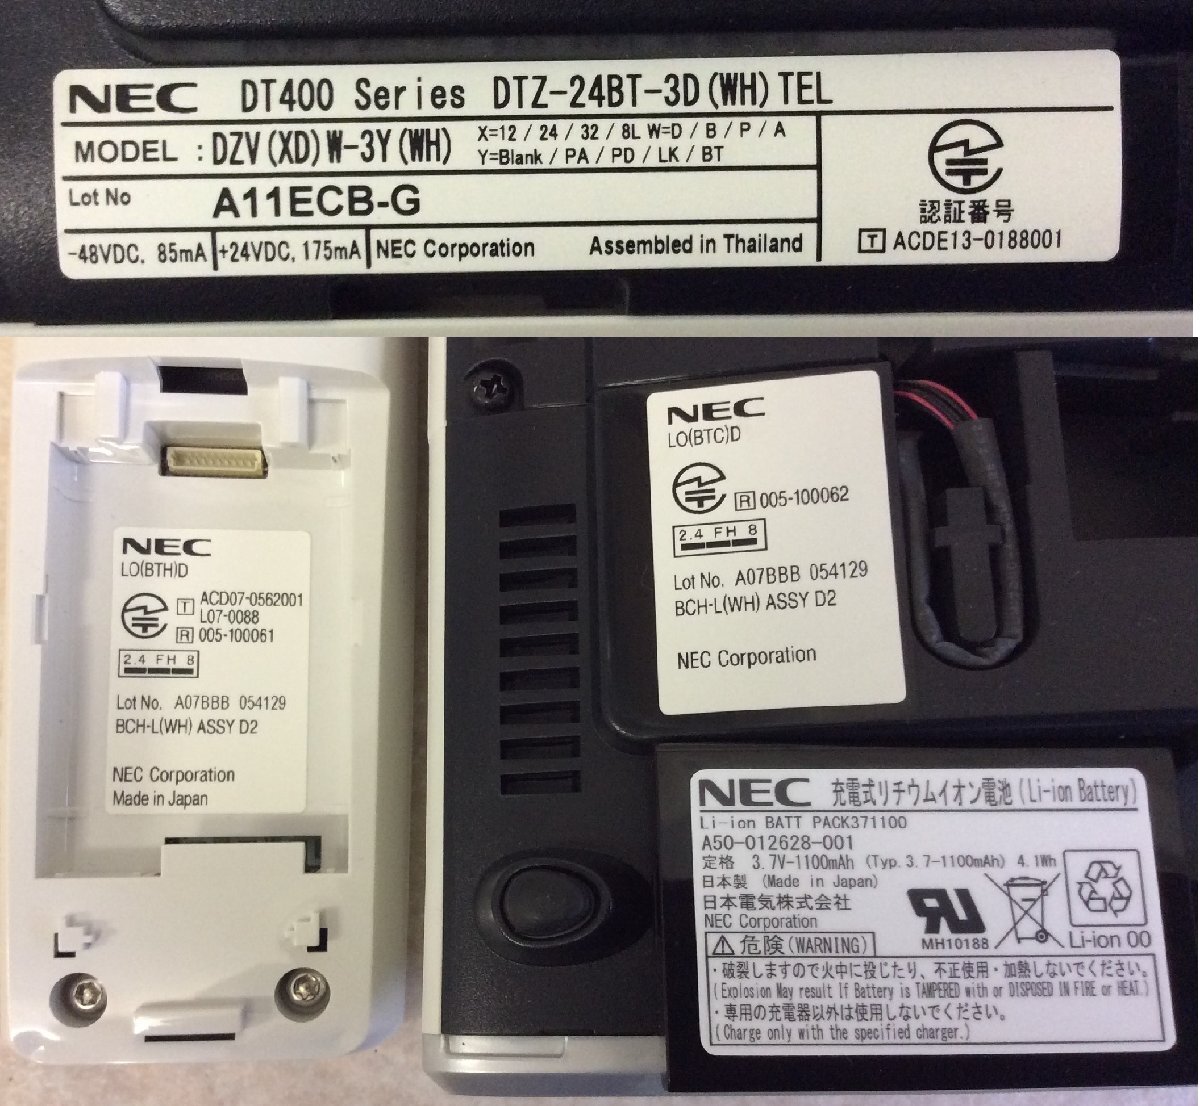 NEC DT400 Series DTZ-24BT-3D(WH) TEL
MODEL : DZV(XD)W-3Y(WH) X=12 / 24 / 32 / 8L W=D / B / P / A
Y=Blank / PA / PD / LK / BT
Lot No A11ECB-G
-48VDC, 85mA +24VDC, 175mA NEC Corporation Assembled in Thailand
認証番号
T ACDE13-0188001
NEC
LO(BTH)D
T ACD07-0562001
L07-0088
R 005-100061
2.4 FH 8
Lot No. A07BBB 054129
BCH-L(WH) ASSY D2
NEC Corporation
Made in Japan
NEC
LO(BTC)D
R 005-100062
2.4 FH 8
Lot No. A07BBB 054129
BCH-L(WH) ASSY D2
NEC Corporation
NEC 充電式リチウムイオン電池 (Li-ion Battery)
Li-ion BATT PACK371100
A50-012628-001
定格 3.7V-1100mAh (Typ.3.7-1100mAh) 4.1Wh
日本製 (Made in Japan)
日本電気株式会社
NEC Corporation
MH10188
Li-ion 00
危険(WARNING)
・破裂しますので火中に投じたり、不正使用・加熱しないでください。
(Explosion May result If Battery is TAMPERED with or DISPOSED IN FIRE or HEAT.)
・専用の充電器以外は使用しないでください。
(Charge only with the specified charger.)